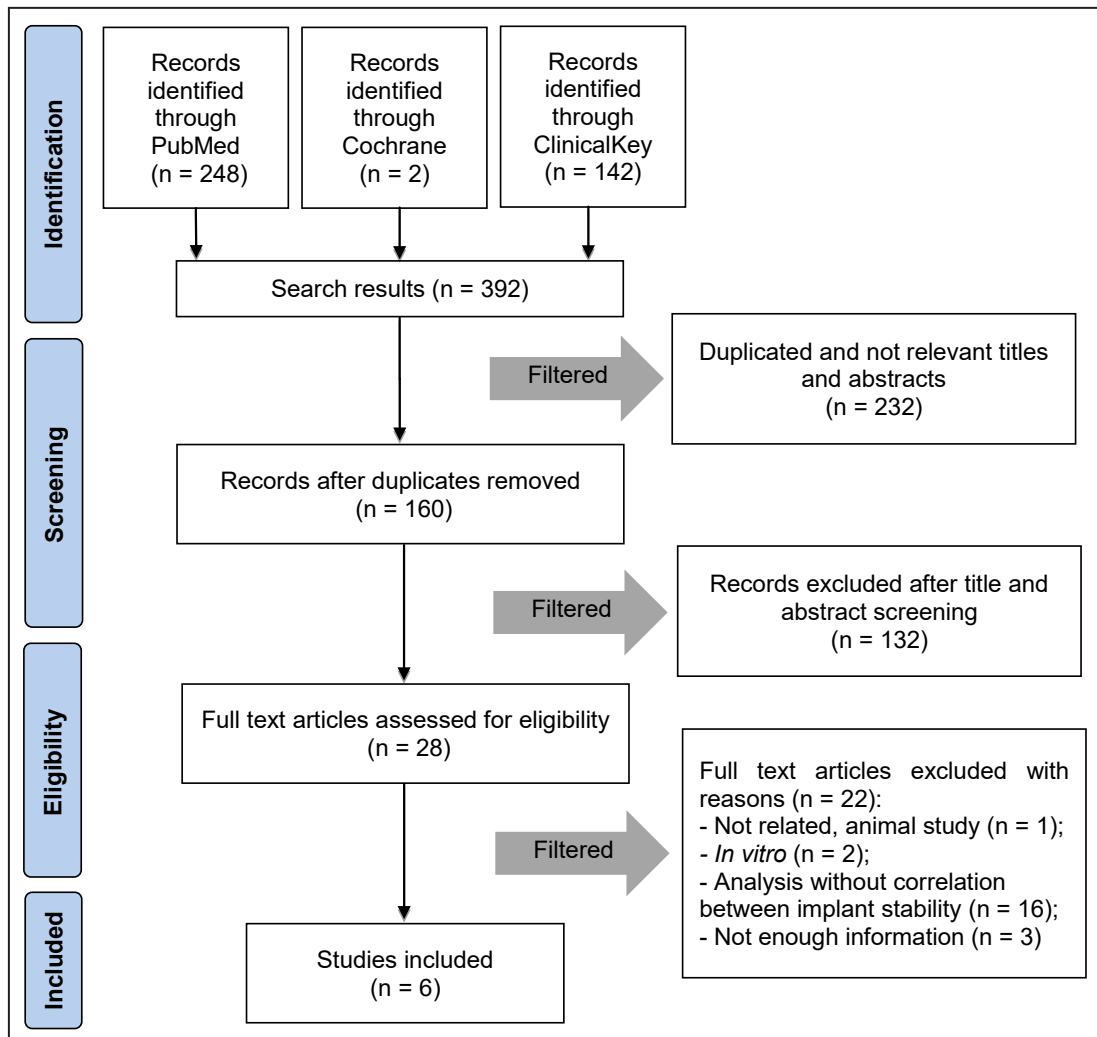 Identification
Records
identified
through
PubMed
(n = 248)
Records
identified
through
Cochrane
(n = 2)
Records
identified
through
ClinicalKey
(n = 142)
Search results (n = 392)
Screening
Filtered
Duplicated and not relevant titles
and abstracts
(n = 232)
Records after duplicates removed
(n = 160)
Filtered
Records excluded after title and
abstract screening
(n = 132)
Eligibility
Full text articles assessed for eligibility
(n = 28)
Filtered
Full text articles excluded with
reasons (n = 22):
- Not related, animal study (n = 1);
- In vitro (n = 2);
- Analysis without correlation
between implant stability (n = 16);
- Not enough information (n = 3)
Included
Studies included
(n = 6)